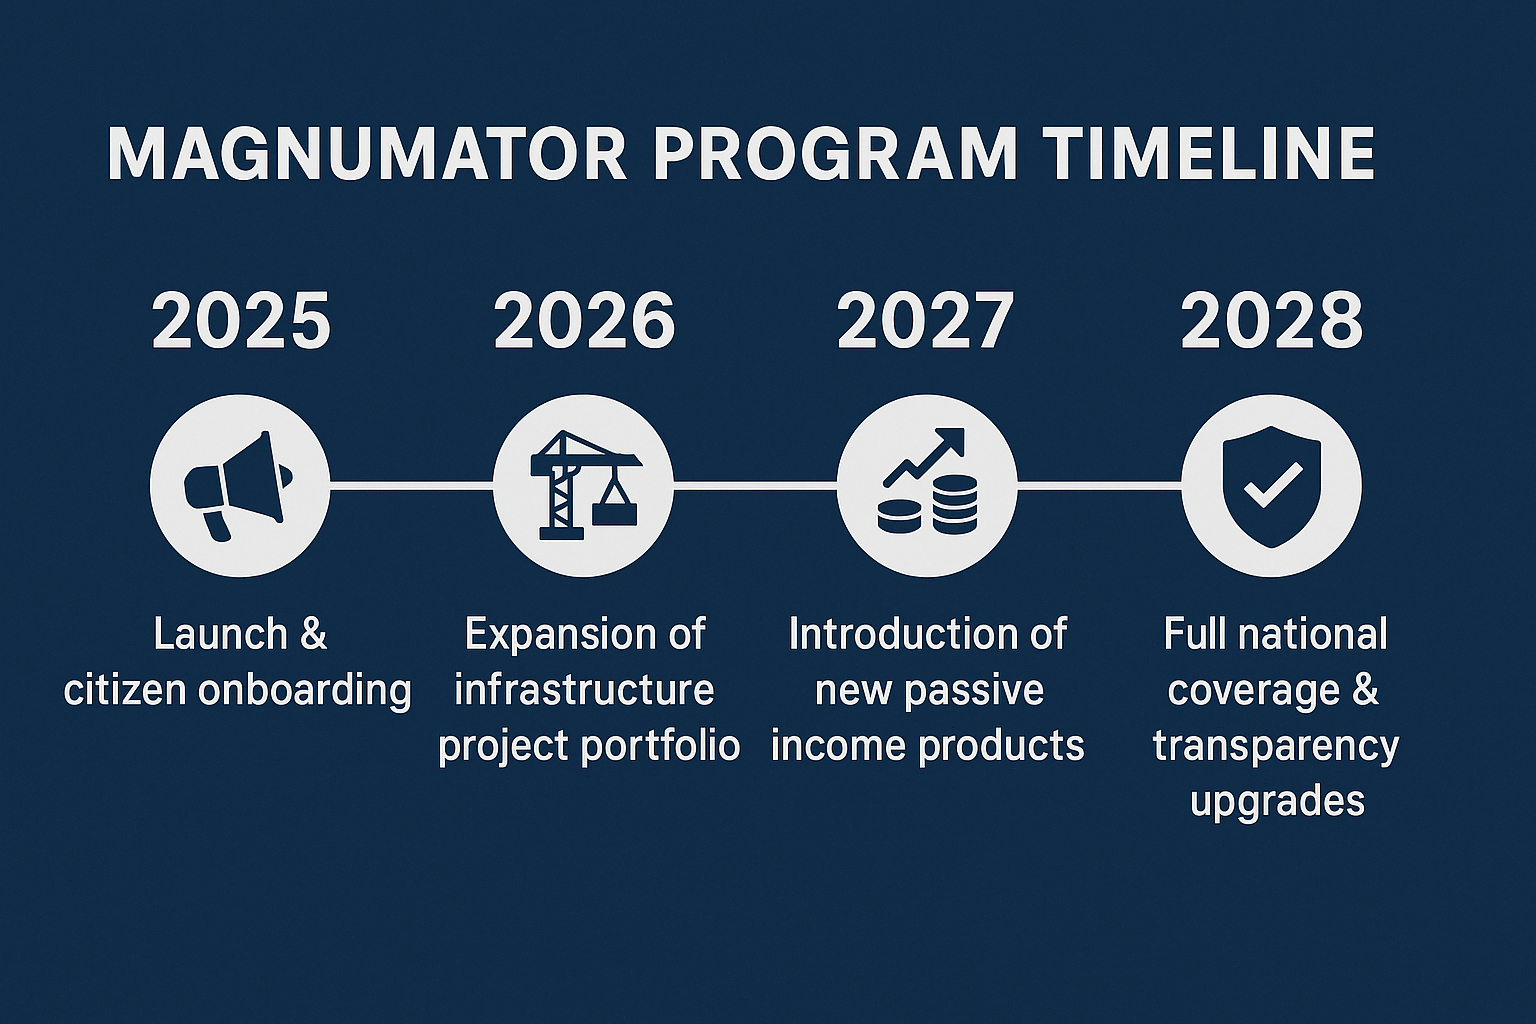 MAGNUMATOR PROGRAM TIMELINE
2025
Launch &
citizen onboarding
2026
Expansion of
infrastructure
project portfolio
2027
Introduction of
new passive
income products
2028
Full national
coverage &
transparency
upgrades